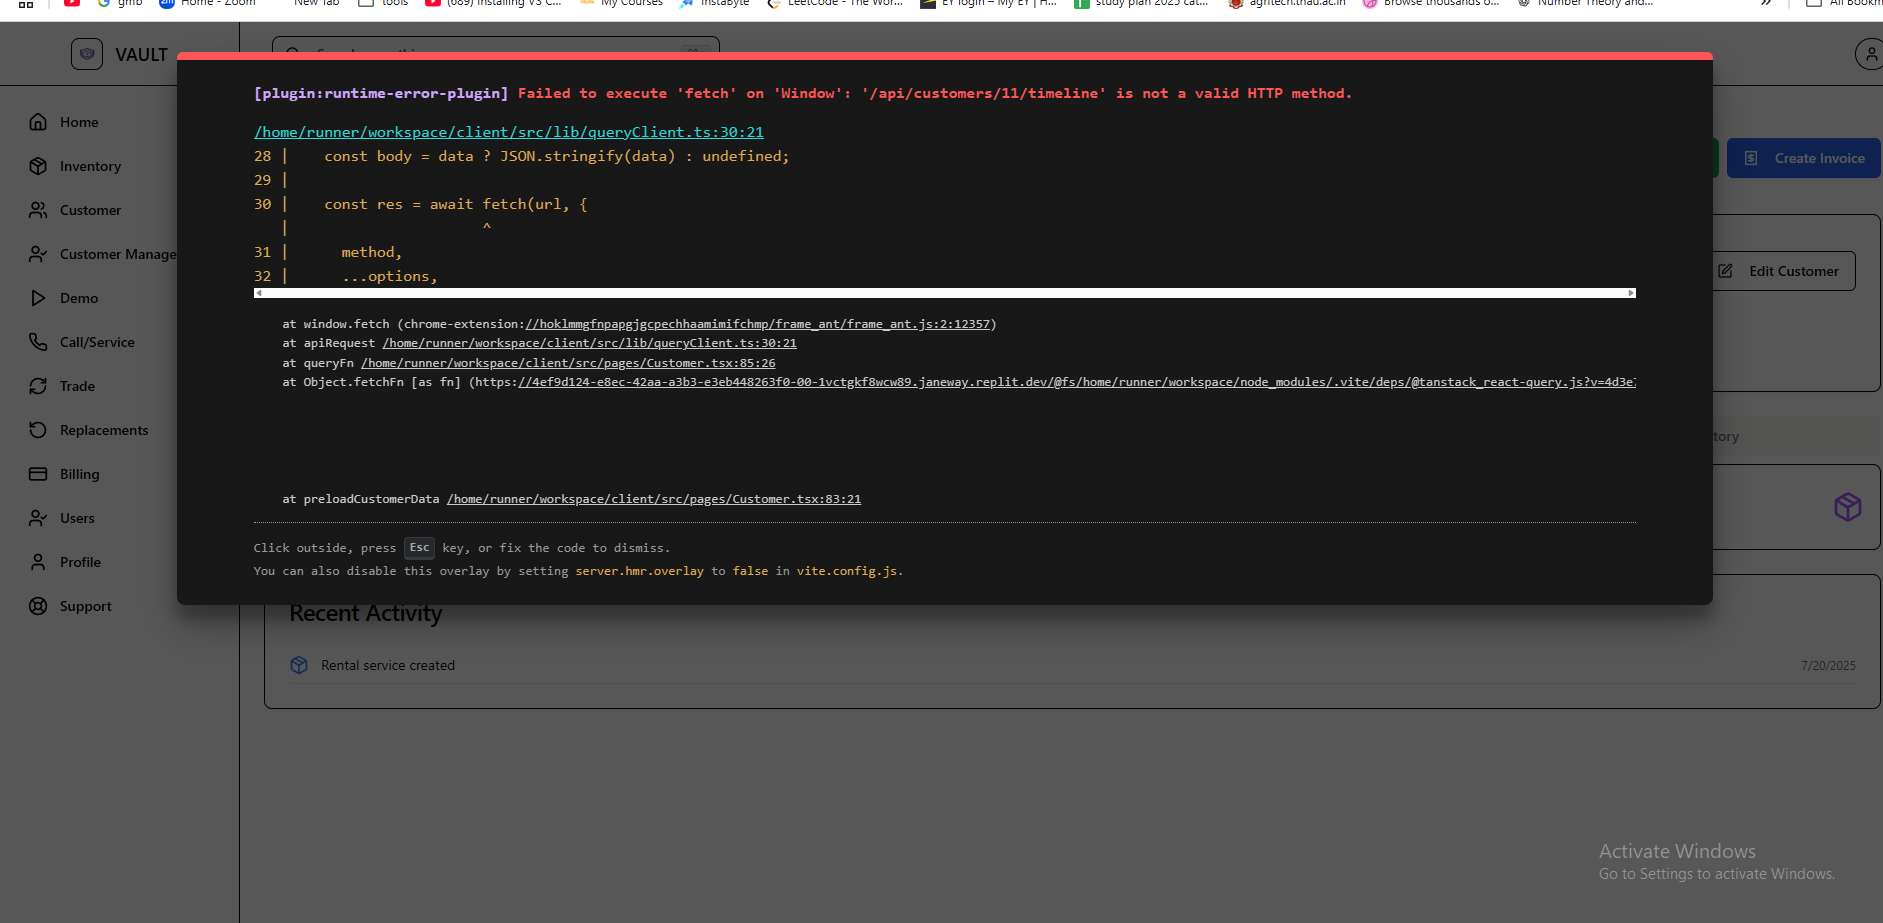 gmb
Home - Zoom
New Tab
tools
(689) Installing VS C...
My Courses
InstaByte
LeetCode - The Wor...
EY login – My EY | H...
study plan 2025 cat...
agritech.tnau.ac.in
Browse thousands o...
Number Theory and...
»
VAULT
[plugin:runtime-error-plugin] Failed to execute 'fetch' on 'Window': '/api/customers/11/timeline' is not a valid HTTP method.
/home/runner/workspace/client/src/lib/queryClient.ts:30:21
28 | const body = data ? JSON.stringify(data) : undefined;
29 |
30 | const res = await fetch(url, {
| ^
31 | method,
32 | ...options,
at window.fetch (chrome-extension://hoklmmgfnpapgjgcpechhaamimifchmp/frame_ant/frame_ant.js:2:12357)
at apiRequest /home/runner/workspace/client/src/lib/queryClient.ts:30:21
at queryFn /home/runner/workspace/client/src/pages/Customer.tsx:85:26
at Object.fetchFn [as fn] (https://4ef9d124-e8ec-42aa-a3b3-e3eb448263f0-00-1vctgkf8wcw89.janeway.replit.dev/@fs/home/runner/workspace/node_modules/.vite/deps/@tanstack_react-query.js?v=4d3e
at preloadCustomerData /home/runner/workspace/client/src/pages/Customer.tsx:83:21
Click outside, press Esc key, or fix the code to dismiss.
You can also disable this overlay by setting server.hmr.overlay to false in vite.config.js.
Home
Inventory
Customer
Customer Manage
Demo
Call/Service
Trade
Replacements
Billing
Users
Profile
Support
Create Invoice
Edit Customer
tory
Recent Activity
Rental service created
7/20/2025
Activate Windows
Go to Settings to activate Windows.